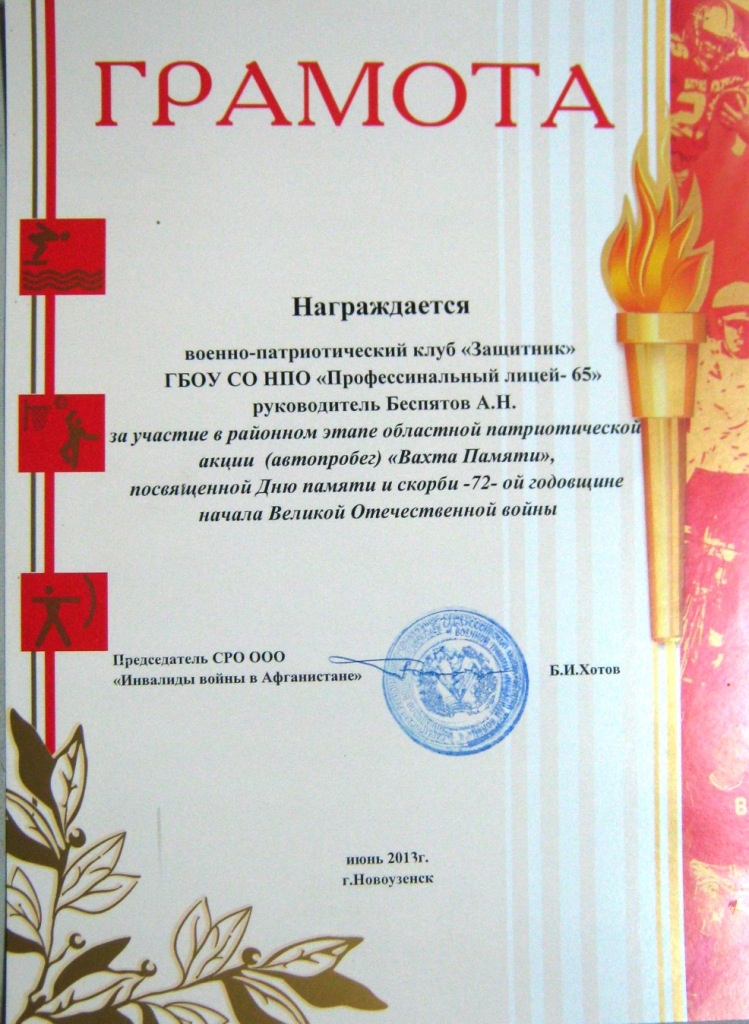 ГРАМОТА
Награждается
военно-патриотический клуб «Защитник»
ГБОУ СО НПО «Профессинальный лицей- 65»
руководитель Беспятов А.Н.
за участие в районном этапе областной патриотической
акции (автопробег) «Вахта Памяти»,
посвященной Дню памяти и скорби -72- ой годовщине
начала Великой Отечественной войны
Председатель СРО ООО
«Инвалиды войны в Афганистане»
Б.И.Хотов
июнь 2013г.
г.Новоузенск